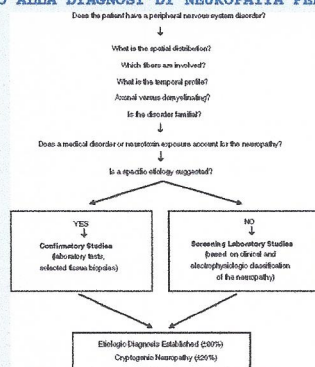 ALLA DIAGNOSI DI NEUROPATIA
Does the patient have a peripheral nervous system disorder?
What is the spatial distribution?
Which fibers are involved?
What is the temporal profile?
Axonal versus demyelinating?
Is the disorder familial?
Does a medical disorder or neurotoxin exposure account for the neuropathy?
Is a specific etiology suggested?
YES
Confirmatory Studies
(laboratory tests,
selected tissue biopsies)
NO
Screening Laboratory Studies
(based on clinical and
electrophysiologic classification
of the neuropathy)
Etiologic Diagnosis Established (±80%)
Cryptogenic Neuropathy (±20%)